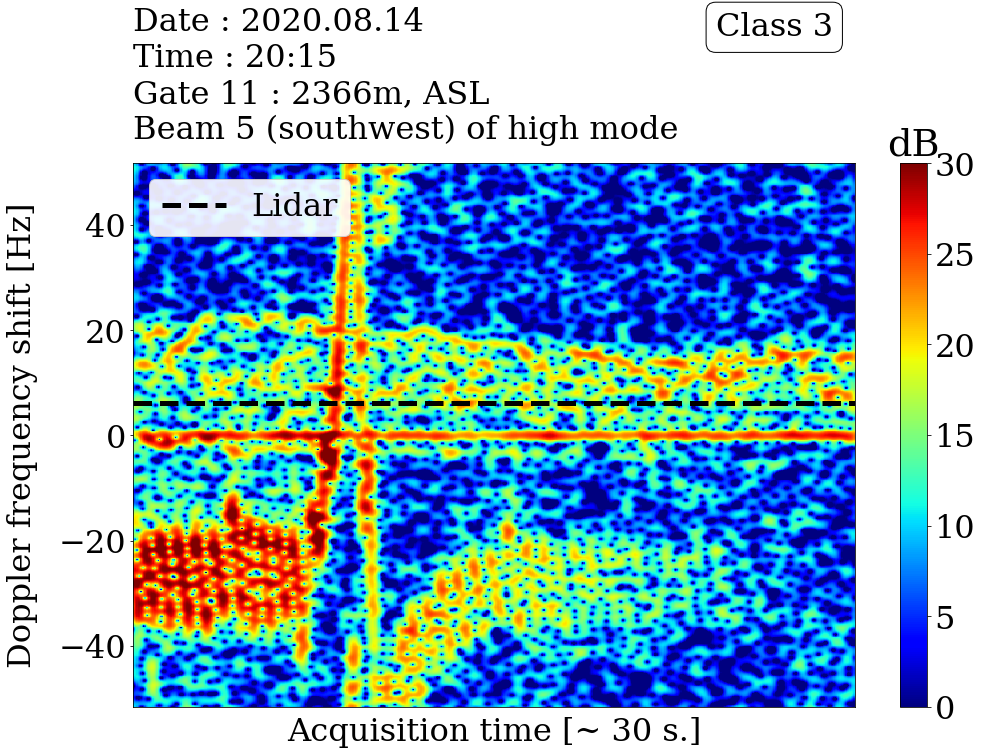 Date : 2020.08.14
Time : 20:15
Gate 11 : 2366m, ASL
Beam 5 (southwest) of high mode
Class 3
dB
Lidar
Doppler frequency shift [Hz]
40
20
0
−20
−40
Acquisition time [~ 30 s.]
30
25
20
15
10
5
0